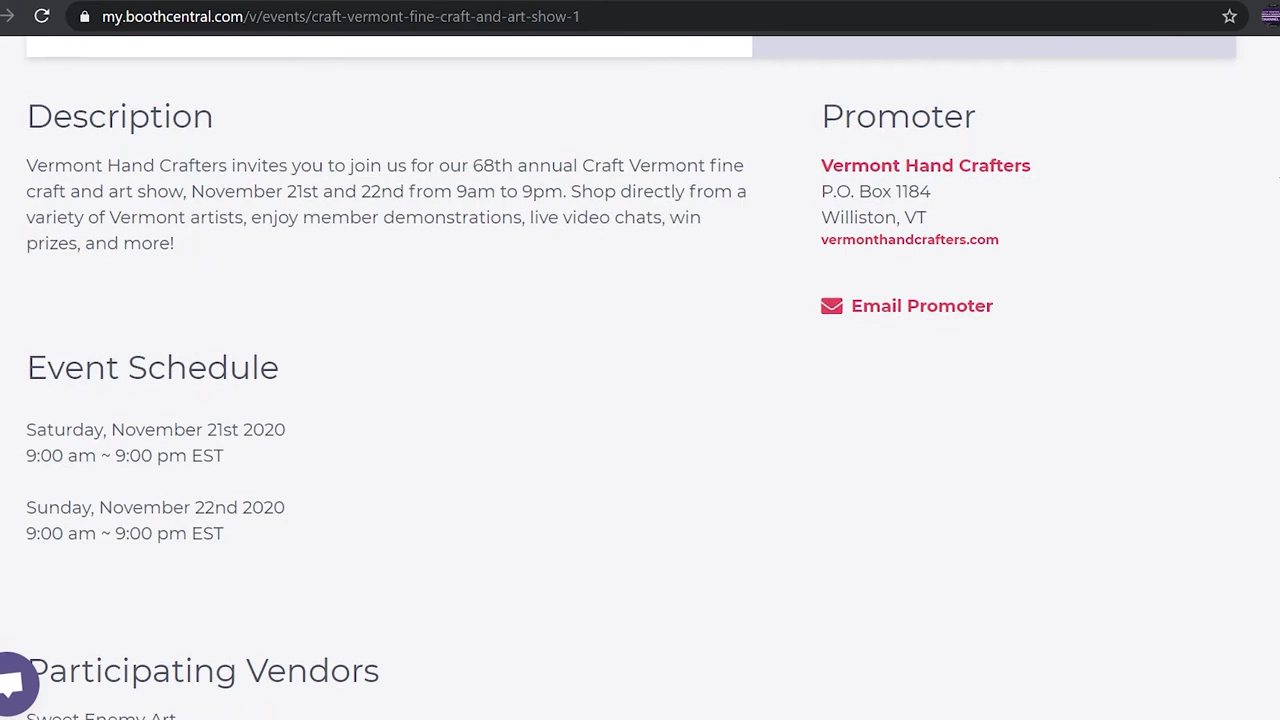 my.boothcentral.com/v/events/craft-vermont-fine-craft-and-art-show-1
Description
Vermont Hand Crafters invites you to join us for our 68th annual Craft Vermont fine
craft and art show, November 21st and 22nd from 9am to 9pm. Shop directly from a
variety of Vermont artists, enjoy member demonstrations, live video chats, win
prizes, and more!
Promoter
Vermont Hand Crafters
P.O. Box 1184
Williston, VT
vermonthandcrafters.com
Email Promoter
Event Schedule
Saturday, November 21st 2020
9:00 am ~ 9:00 pm EST
Sunday, November 22nd 2020
9:00 am ~ 9:00 pm EST
Participating Vendors
Sweet Enemy Art